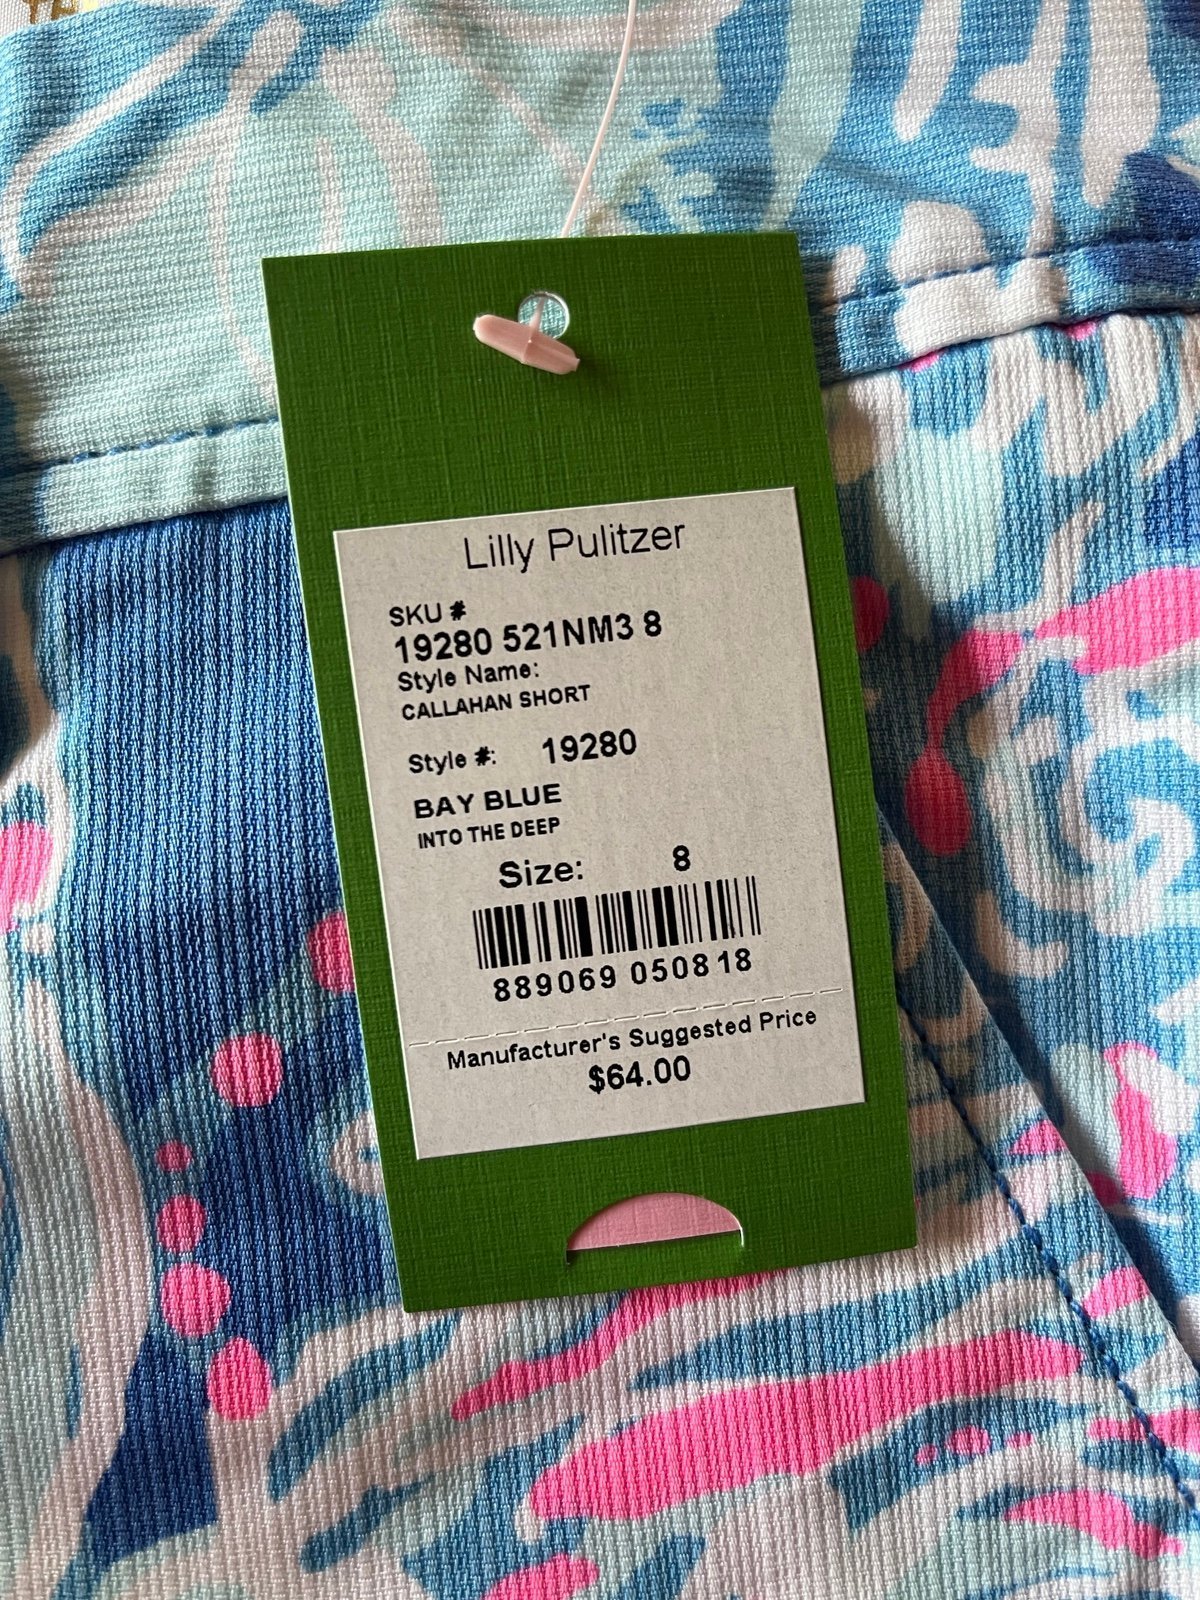 Lilly Pulitzer
SKU #
19280 521NM3 8
Style Name:
CALLAHAN SHORT
Style #: 19280
BAY BLUE
INTO THE DEEP
Size: 8
889069 050818
Manufacturer's Suggested Price
$64.00